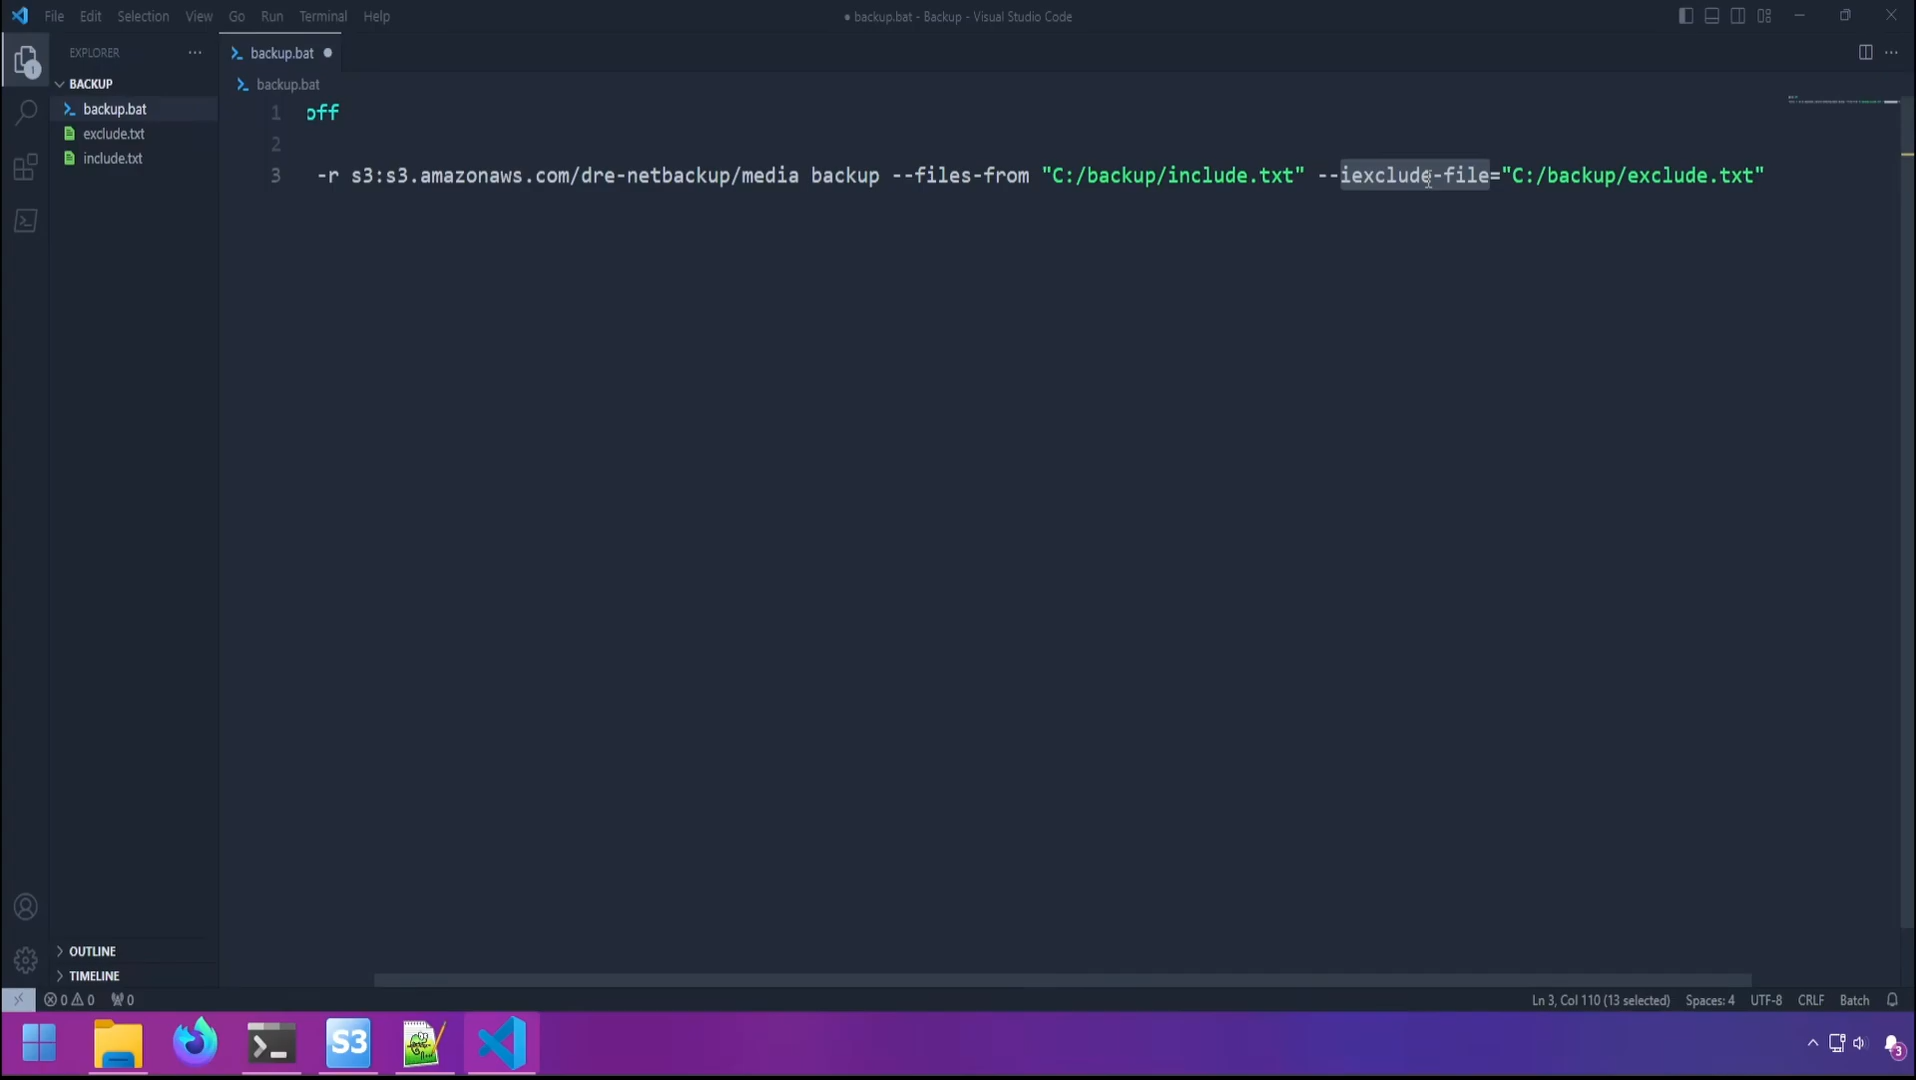 File Edit Selection View Go Run Terminal Help
● backup.bat - Backup - Visual Studio Code
EXPLORER
BACKUP
backup.bat
exclude.txt
include.txt
OUTLINE
TIMELINE
1
backup.bat ●
backup.bat
1 off
2
3 -r s3:s3.amazonaws.com/dre-netbackup/media backup --files-from "C:/backup/include.txt" --iexclude-file="C:/backup/exclude.txt"
0 0 0
Ln 3, Col 110 (13 selected) Spaces: 4 UTF-8 CRLF Batch
S3
3